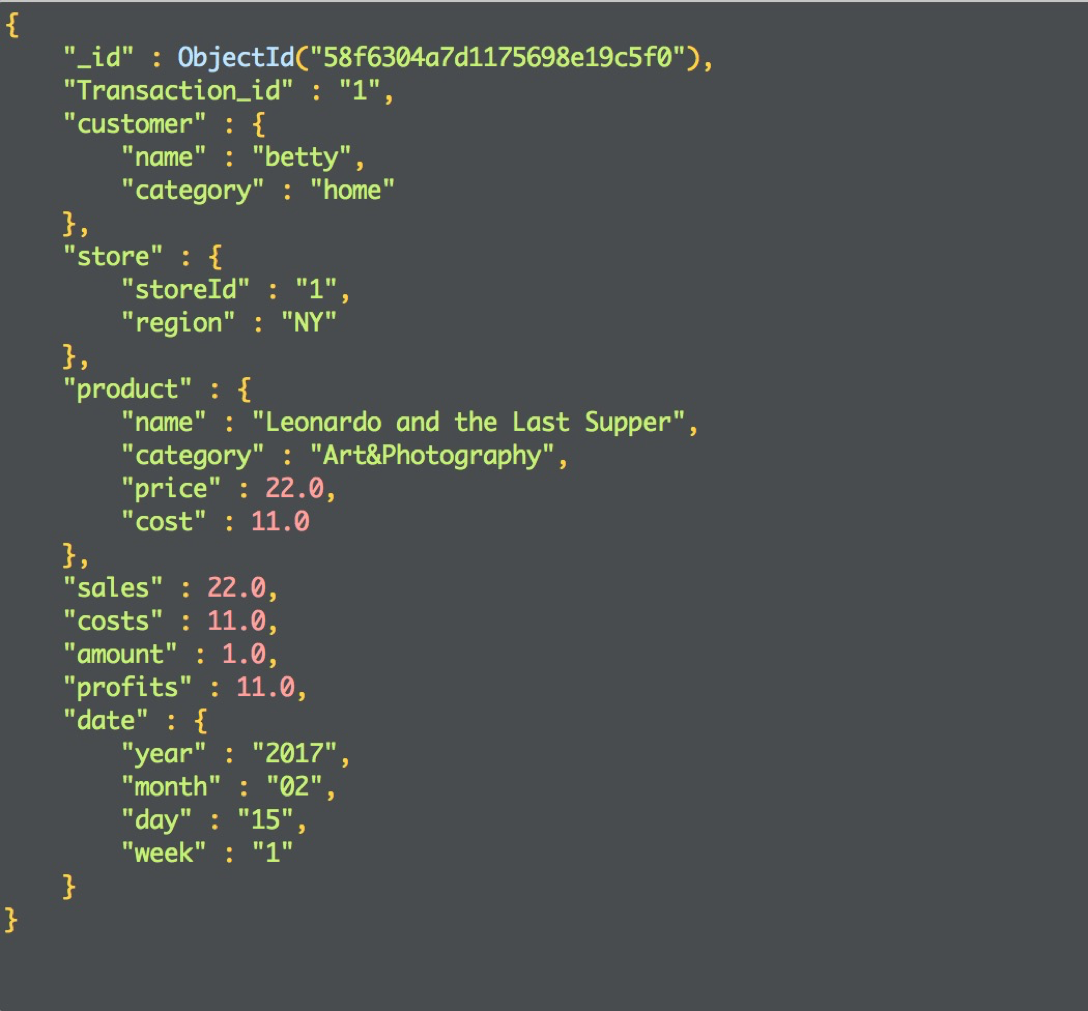 {
    "_id" : ObjectId("58f6304a7d1175698e19c5f0"),
    "Transaction_id" : "1",
    "customer" : {
        "name" : "betty",
        "category" : "home"
    },
    "store" : {
        "storeId" : "1",
        "region" : "NY"
    },
    "product" : {
        "name" : "Leonardo and the Last Supper",
        "category" : "Art&Photography",
        "price" : 22.0,
        "cost" : 11.0
    },
    "sales" : 22.0,
    "costs" : 11.0,
    "amount" : 1.0,
    "profits" : 11.0,
    "date" : {
        "year" : "2017",
        "month" : "02",
        "day" : "15",
        "week" : "1"
    }
}